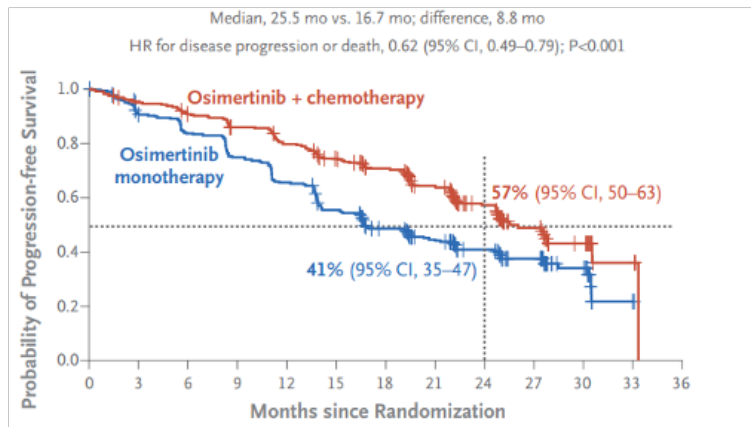 Median, 25.5 mo vs. 16.7 mo; difference, 8.8 mo
HR for disease progression or death, 0.62 (95% CI, 0.49–0.79); P<0.001
Probability of Progression-free Survival
1.0
0.8
0.6
0.4
0.2
0.0
Osimertinib + chemotherapy
Osimertinib
monotherapy
57% (95% CI, 50–63)
41% (95% CI, 35–47)
0 3 6 9 12 15 18 21 24 27 30 33 36
Months since Randomization